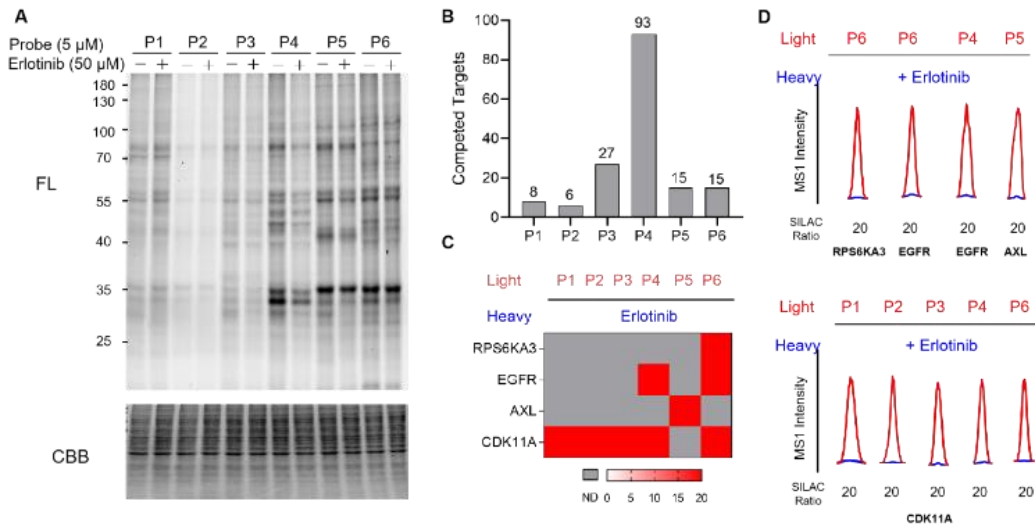 A
P1 P2 P3 P4 P5 P6
Probe (5 µM)
Erlotinib (50 µM) – + – + – + – + – + – +
180
130
100
70
FL
55
40
35
25
CBB
B
Competed Targets
100
80
60
40
20
0
8
6
27
93
15
15
P1 P2 P3 P4 P5 P6
C
Light P1 P2 P3 P4 P5 P6
Heavy Erlotinib
RPS6KA3
EGFR
AXL
CDK11A
ND 0 5 10 15 20
D
Light P6 P6 P4 P5
Heavy + Erlotinib
MS1 Intensity
SILAC Ratio 20 20 20 20
RPS6KA3 EGFR EGFR AXL
Light P1 P2 P3 P4 P6
Heavy + Erlotinib
MS1 Intensity
SILAC Ratio 20 20 20 20 20
CDK11A